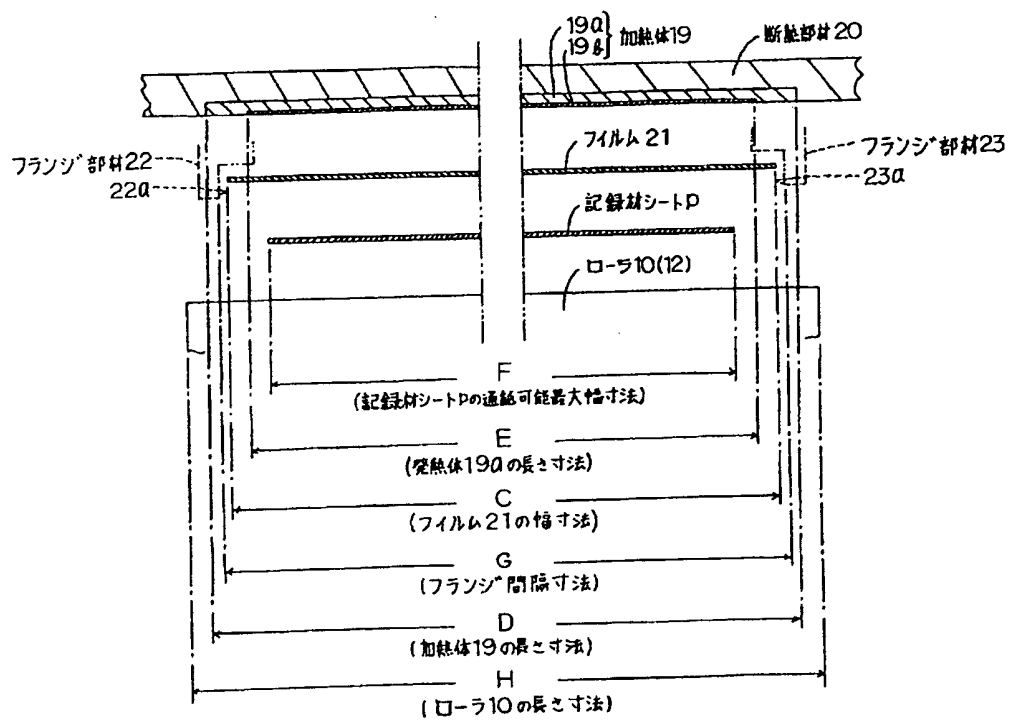 19a
19b
加熱体19
断熱部材20
フランジ部材22
22a
フイルム21
フランジ部材23
23a
記録材シートP
ローラ10(12)
F
(記録材シートPの通紙可能最大幅寸法)
E
(発熱体19aの長さ寸法)
C
(フイルム21の幅寸法)
G
(フランジ間隔寸法)
D
(加熱体19の長さ寸法)
H
(ローラ10の長さ寸法)